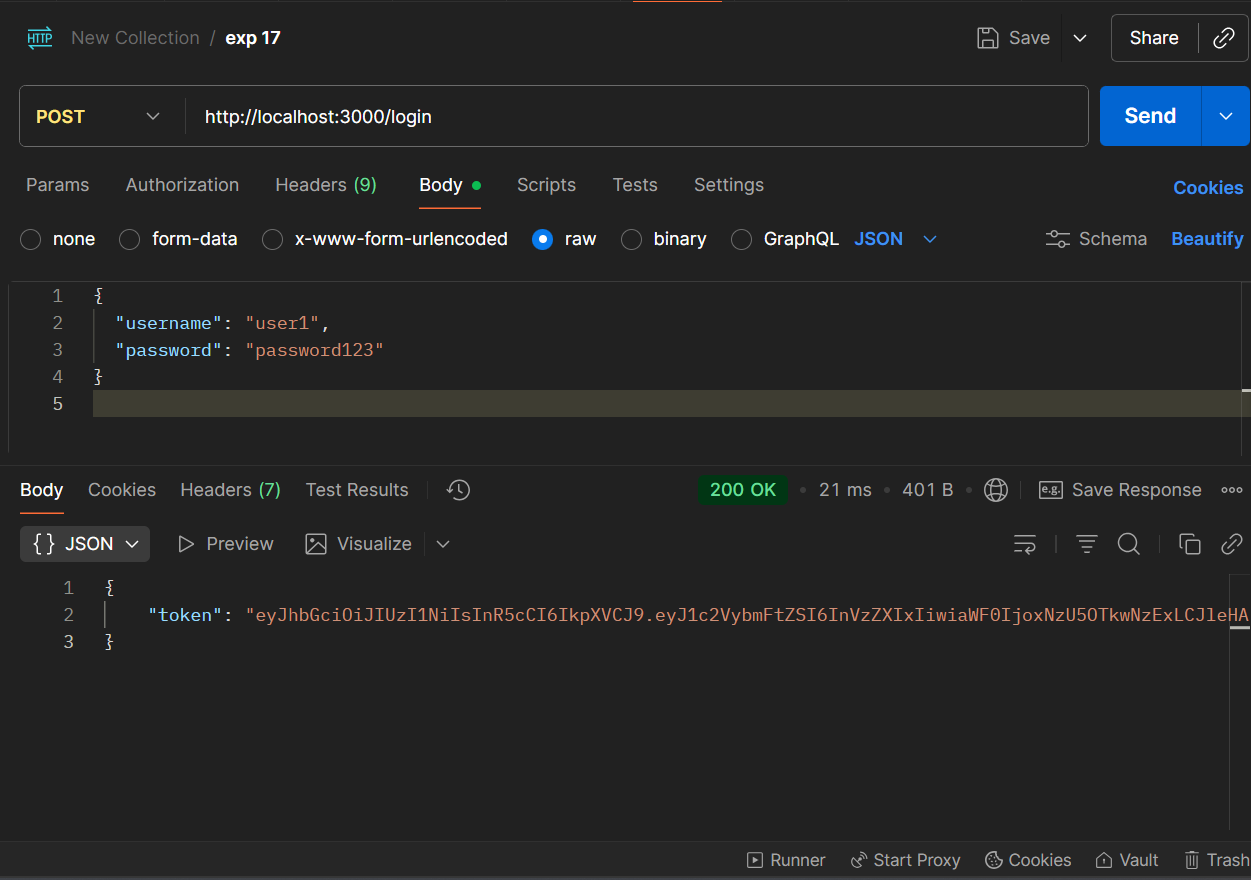 HTTP New Collection / exp 17 Save Share
POST http://localhost:3000/login Send
Params Authorization Headers (9) Body Scripts Tests Settings Cookies
none form-data x-www-form-urlencoded raw binary GraphQL JSON Schema Beautify
1 {
2 "username": "user1",
3 "password": "password123"
4 }
5
Body Cookies Headers (7) Test Results 200 OK • 21 ms • 401 B • e.g. Save Response
{} JSON Preview Visualize
1 {
2 "token": "eyJhbGciOiJIUzI1NiIsInR5cCI6IkpXVCJ9.eyJ1c2VybmFtZSI6InVzZXIxIiwiaWF0IjoxNzU5OTkwNzExLCJleHA
3 }
Runner Start Proxy Cookies Vault Trash